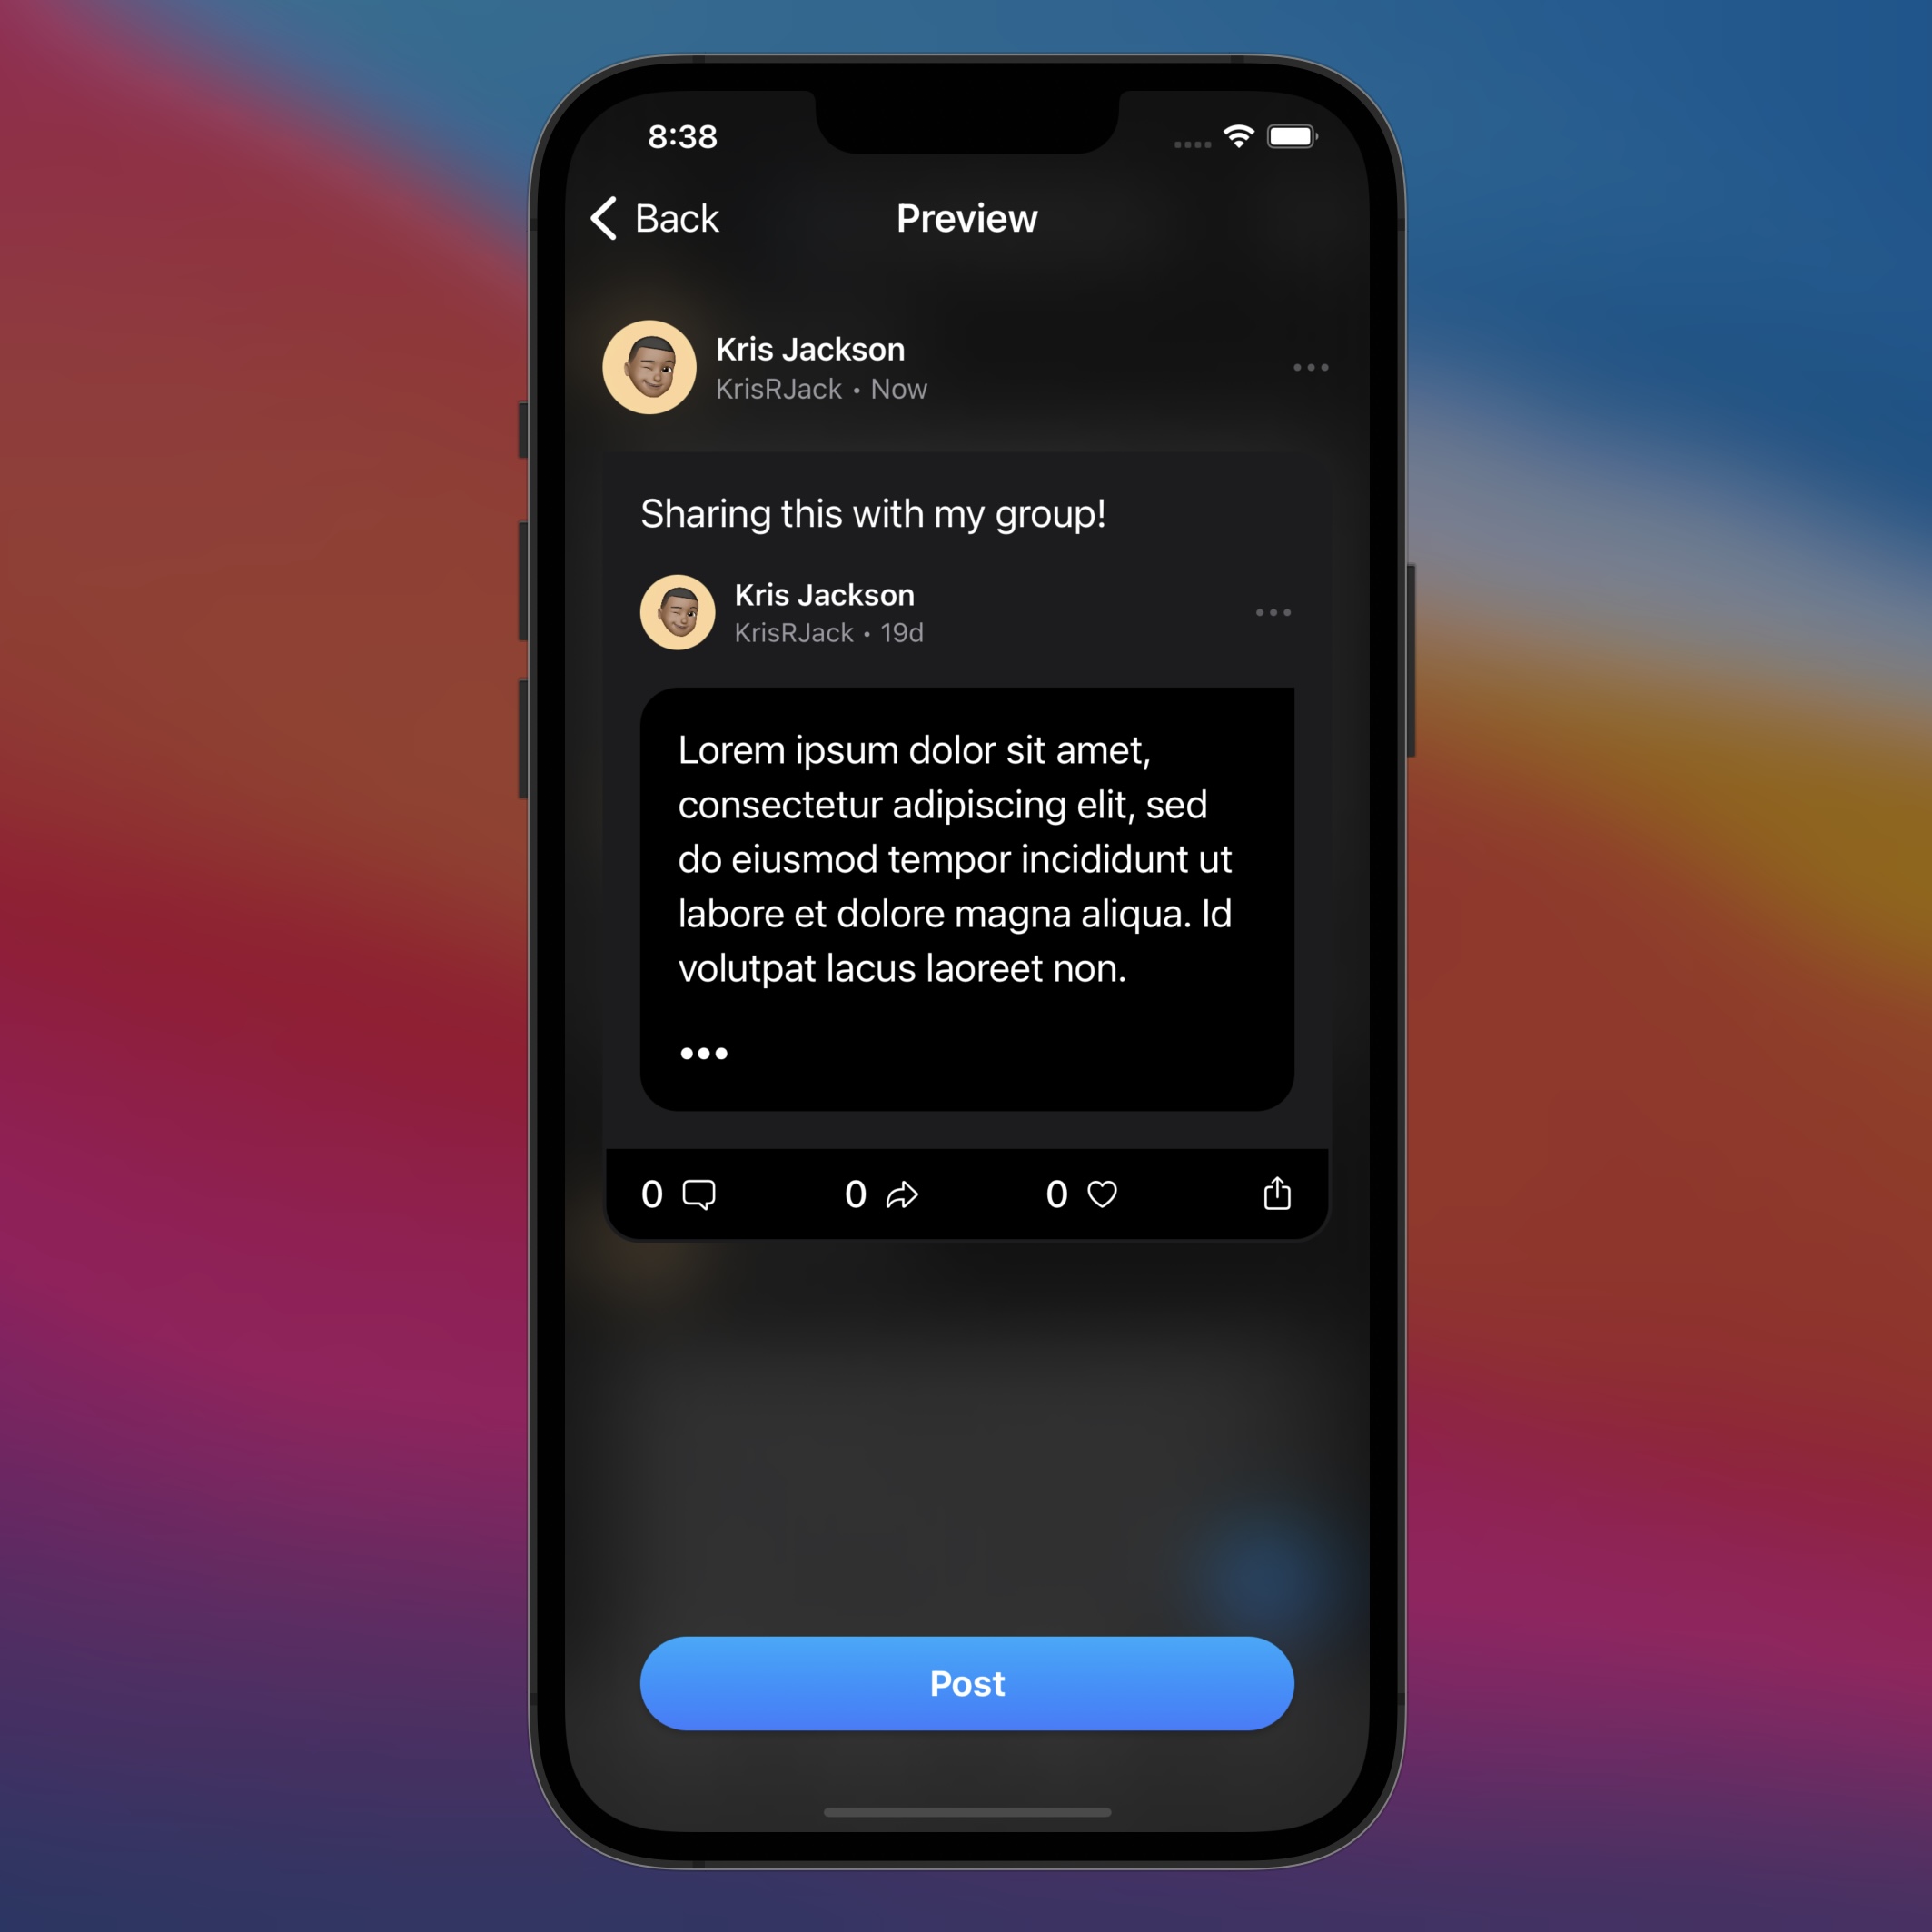 8:38
Back
Preview
Kris Jackson
KrisRJack • Now
Sharing this with my group!
Kris Jackson
KrisRJack • 19d
Lorem ipsum dolor sit amet,
consectetur adipiscing elit, sed
do eiusmod tempor incididunt ut
labore et dolore magna aliqua. Id
volutpat lacus laoreet non.
•••
0 0 0
Post